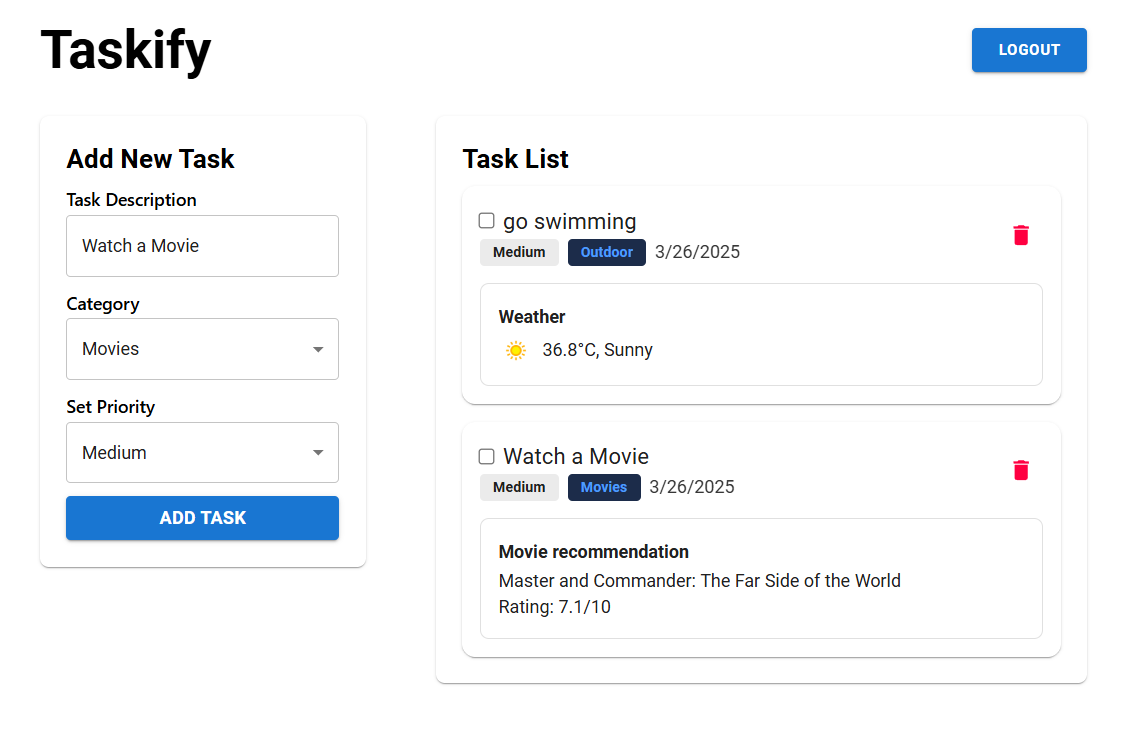 Taskify
LOGOUT
Add New Task
Task Description
Watch a Movie
Category
Movies
Set Priority
Medium
ADD TASK
Task List
go swimming
Medium Outdoor 3/26/2025
Weather
36.8°C, Sunny
Watch a Movie
Medium Movies 3/26/2025
Movie recommendation
Master and Commander: The Far Side of the World
Rating: 7.1/10